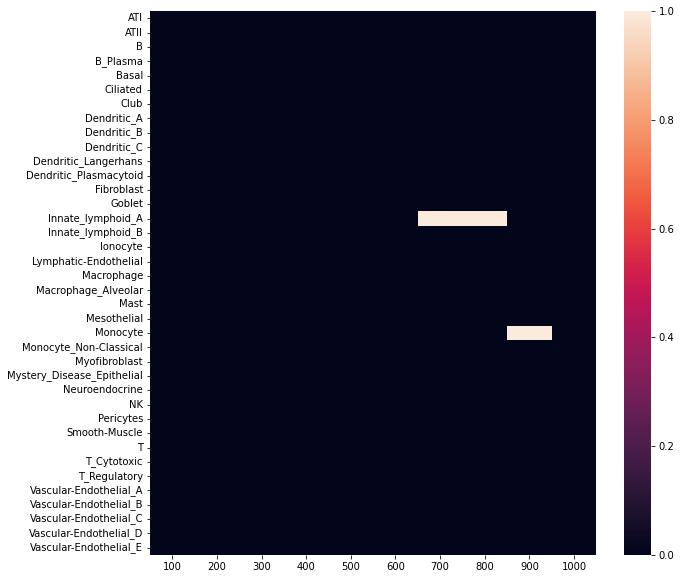 ATI
ATII
B
B_Plasma
Basal
Ciliated
Club
Dendritic_A
Dendritic_B
Dendritic_C
Dendritic_Langerhans
Dendritic_Plasmacytoid
Fibroblast
Goblet
Innate_lymphoid_A
Innate_lymphoid_B
Ionocyte
Lymphatic-Endothelial
Macrophage
Macrophage_Alveolar
Mast
Mesothelial
Monocyte
Monocyte_Non-Classical
Myofibroblast
Mystery_Disease_Epithelial
Neuroendocrine
NK
Pericytes
Smooth-Muscle
T
T_Cytotoxic
T_Regulatory
Vascular-Endothelial_A
Vascular-Endothelial_B
Vascular-Endothelial_C
Vascular-Endothelial_D
Vascular-Endothelial_E
100 200 300 400 500 600 700 800 900 1000
1.0
0.8
0.6
0.4
0.2
0.0